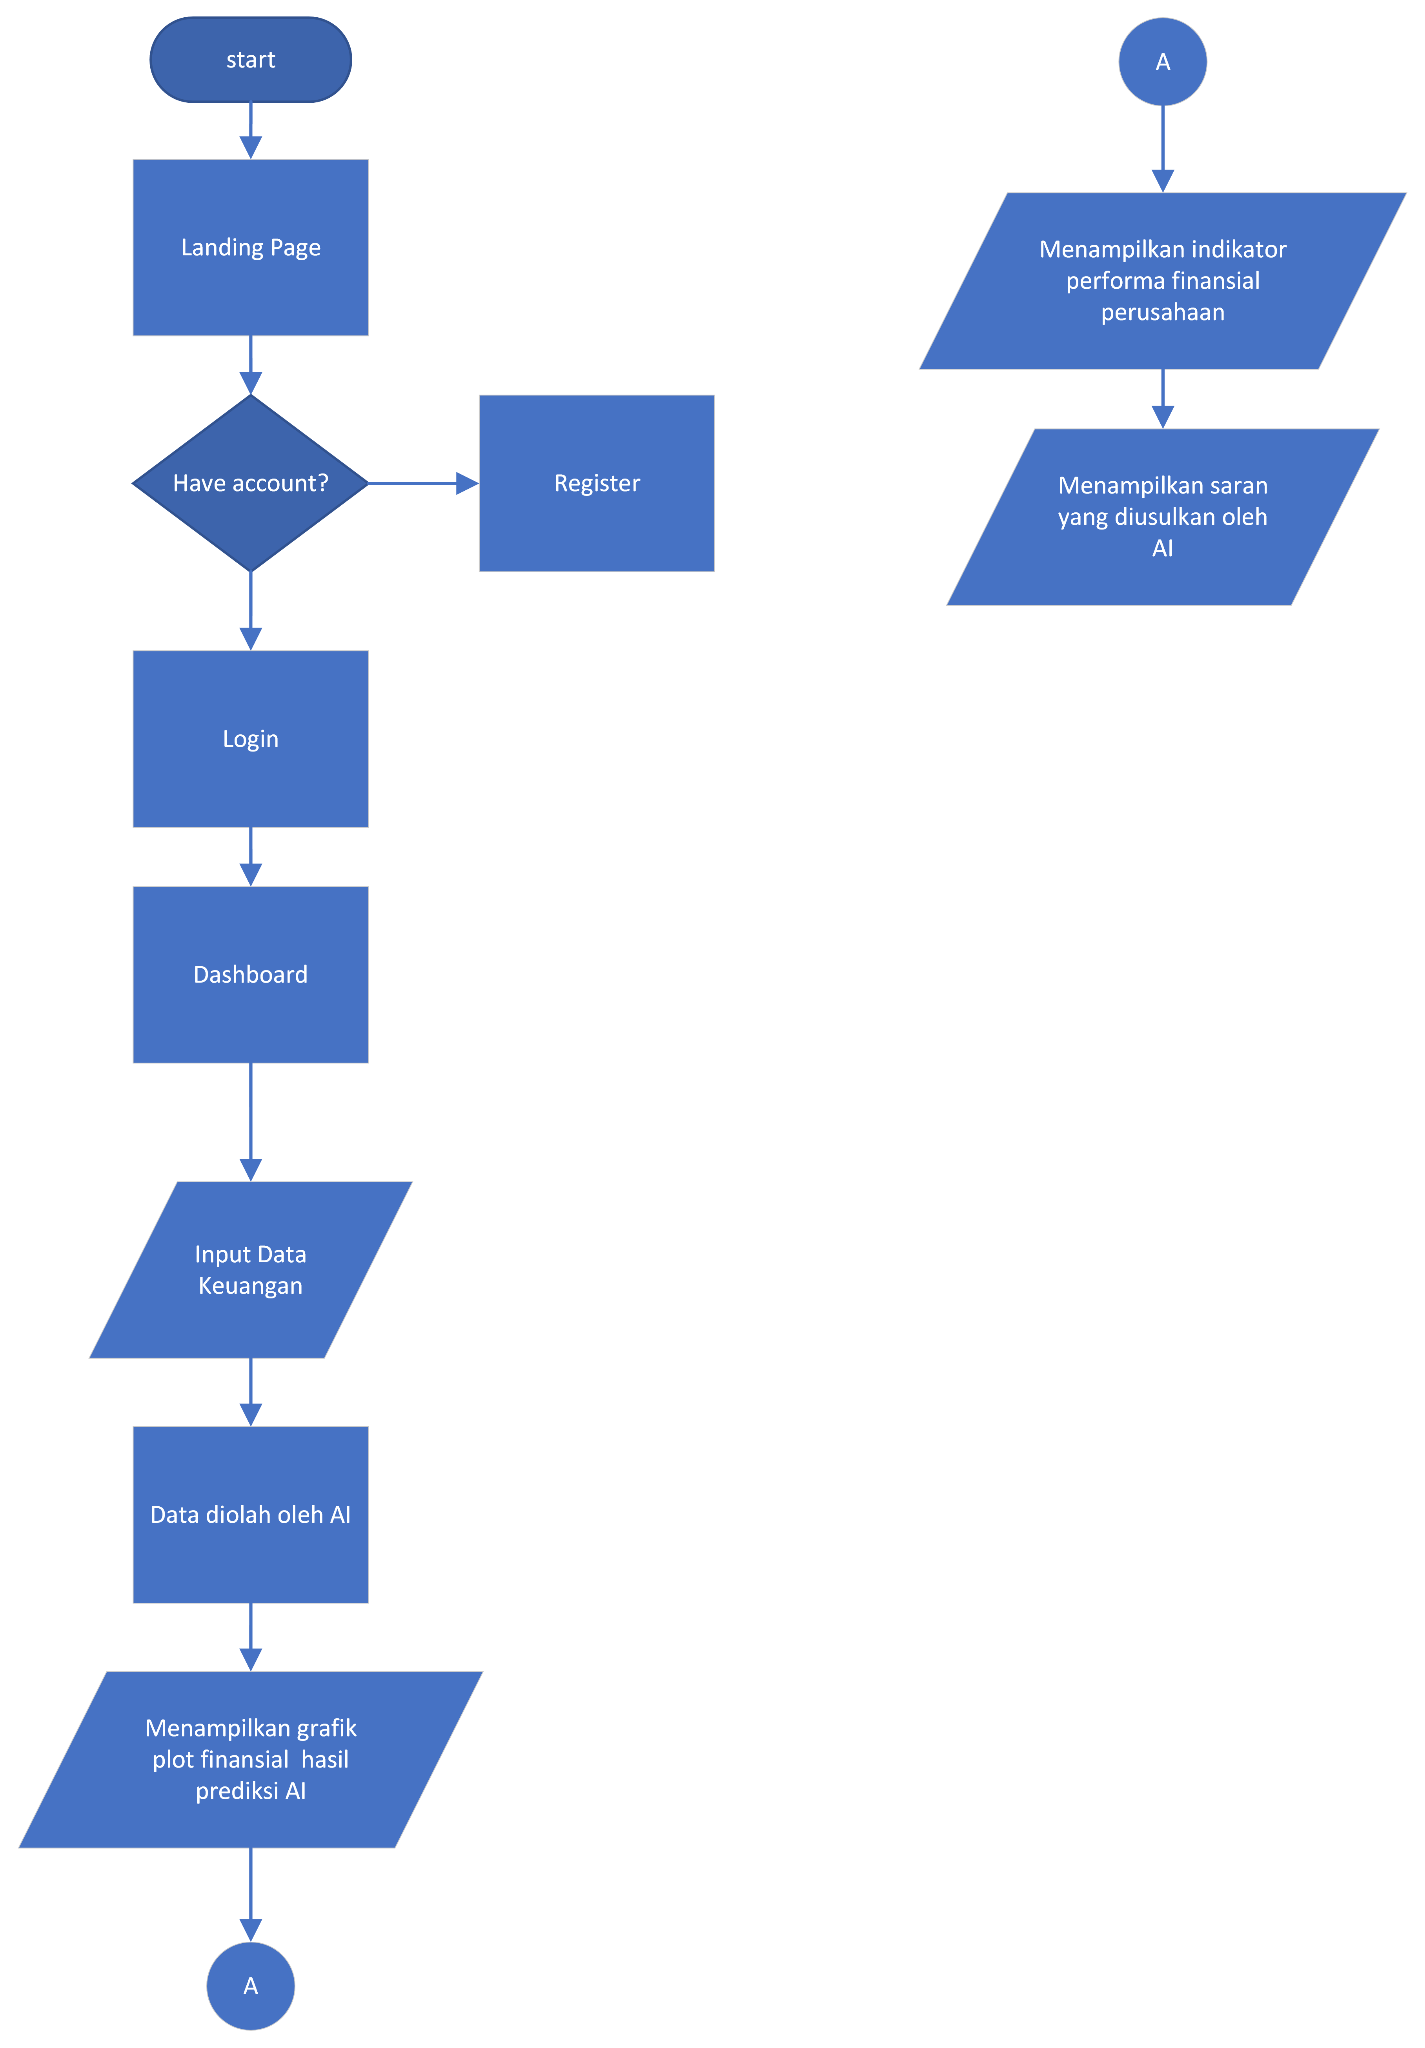 start
Landing Page
Have account?
Register
Login
Dashboard
Input Data
Keuangan
Data diolah oleh AI
Menampilkan grafik
plot finansial  hasil
prediksi AI
A
A
Menampilkan indikator
performa finansial
perusahaan
Menampilkan saran
yang diusulkan oleh
AI